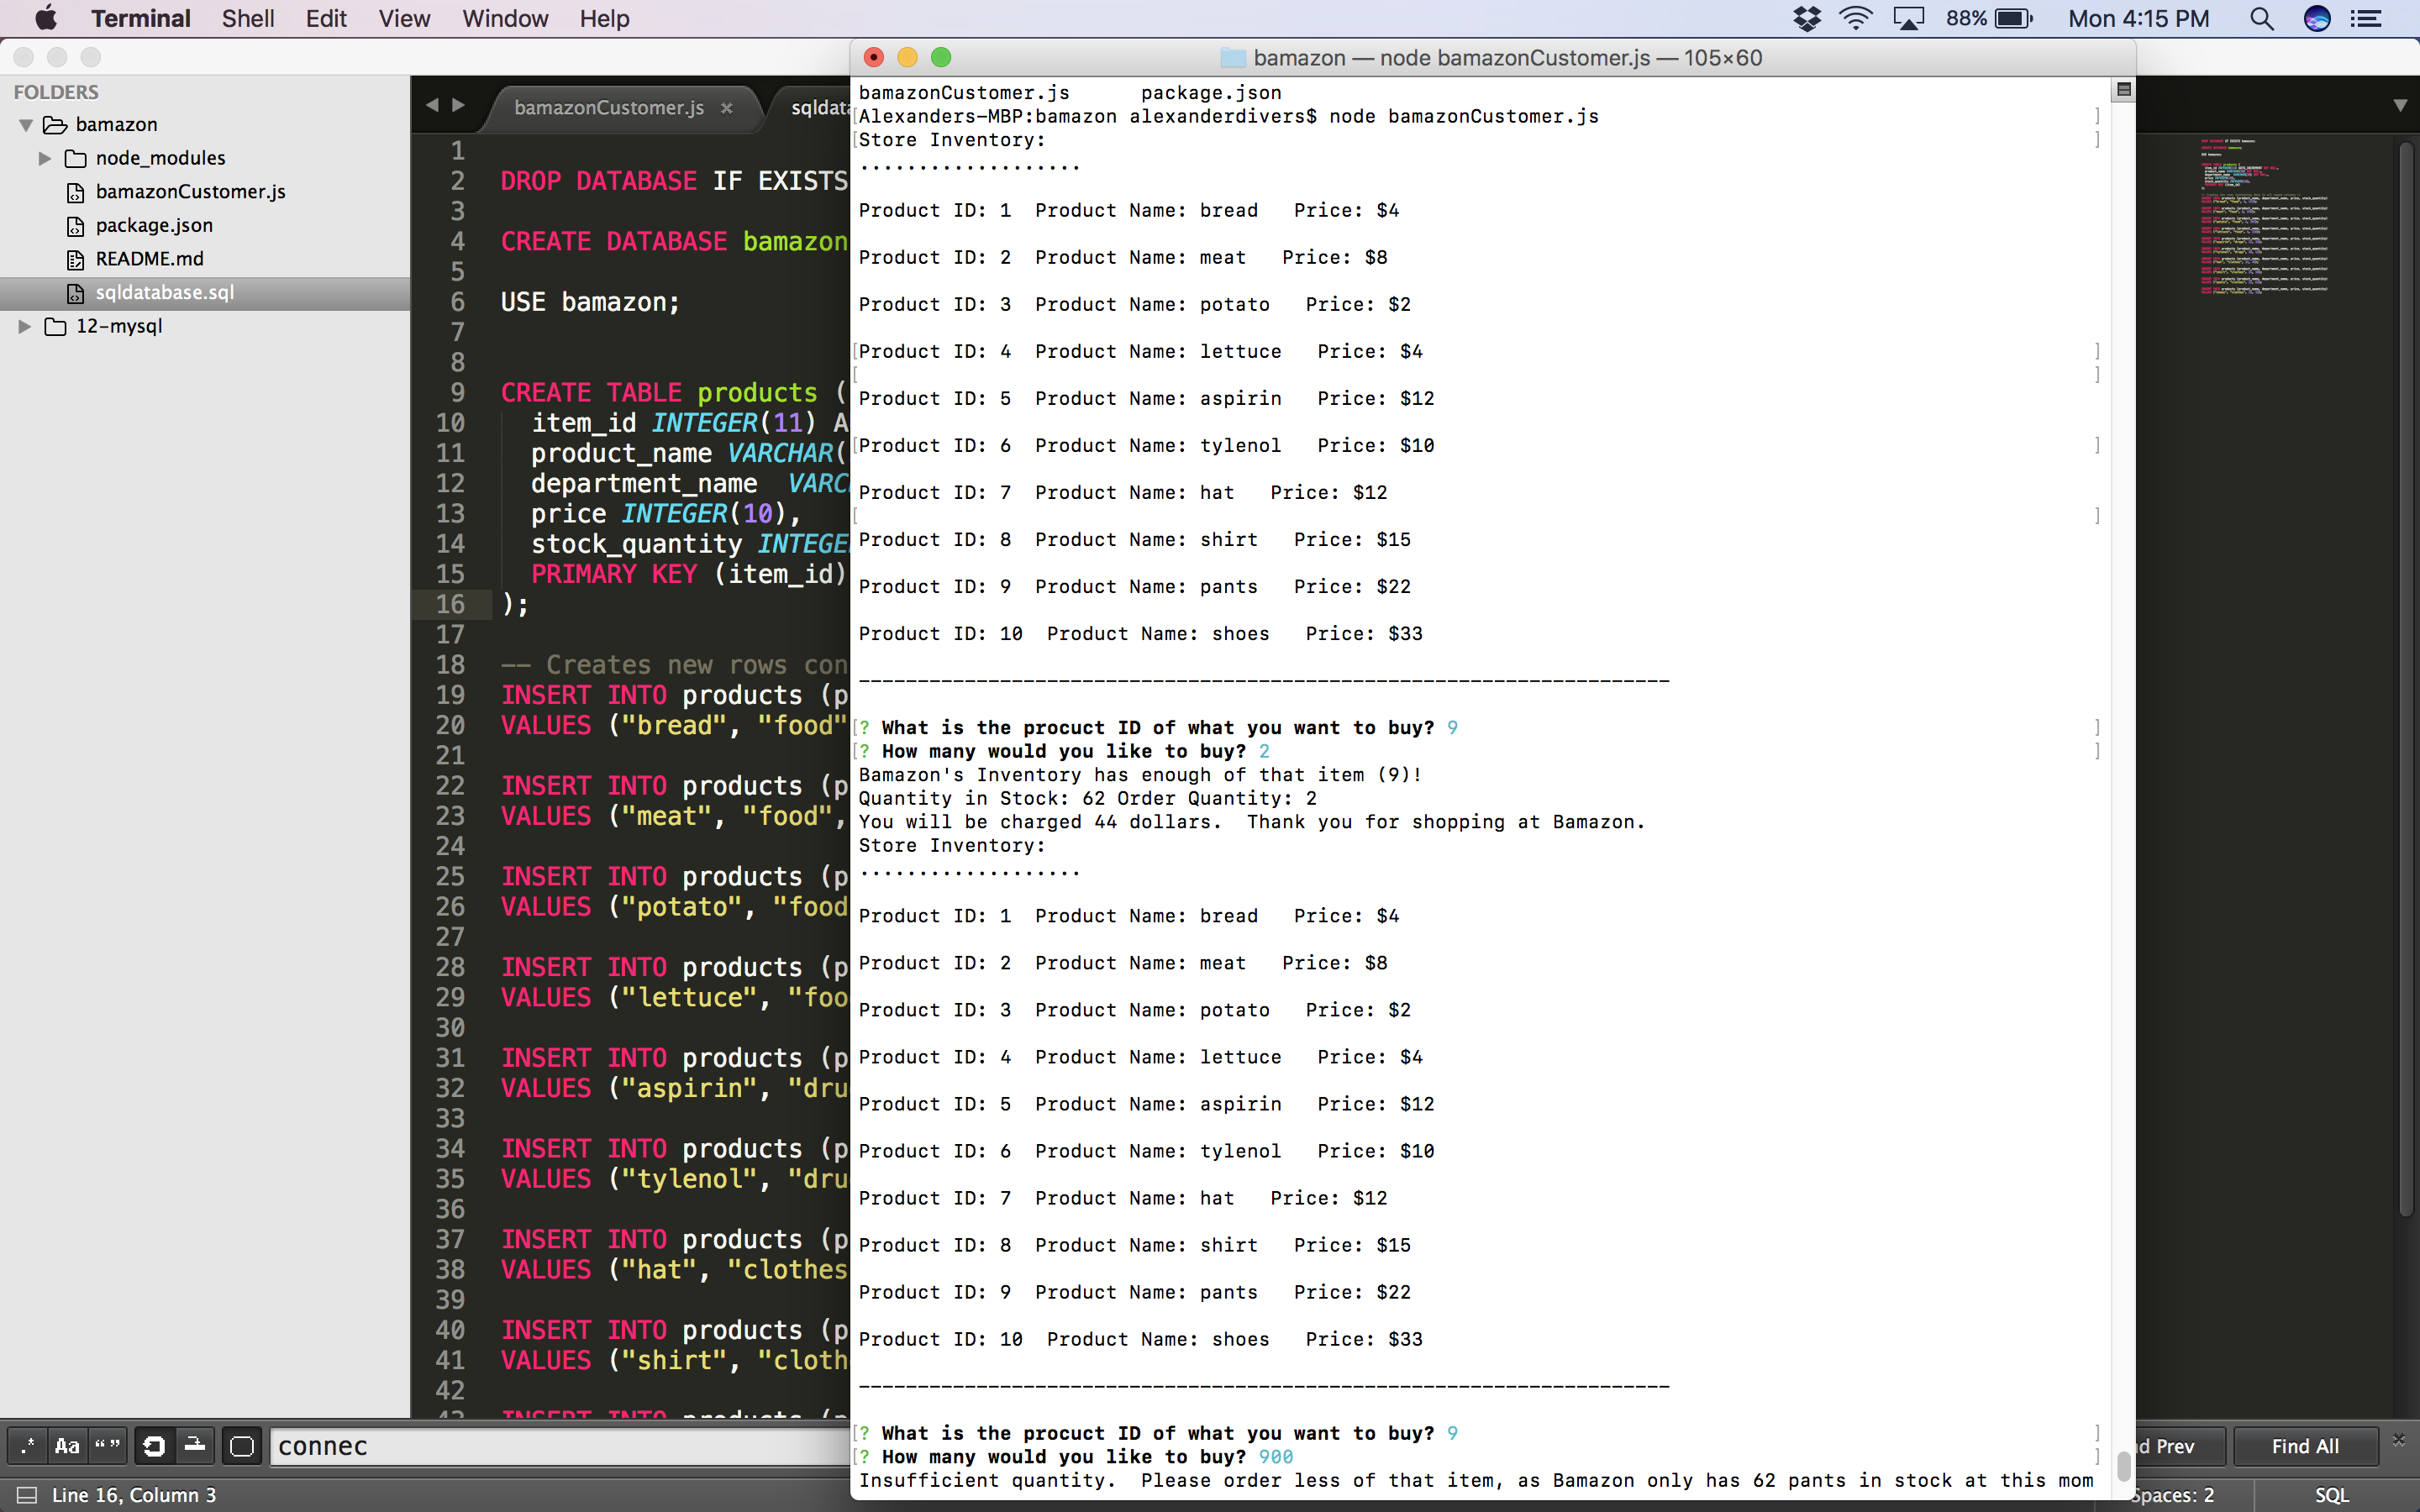 Terminal Shell Edit View Window Help 88% Mon 4:15 PM
bamazon — node bamazonCustomer.js — 105×60
FOLDERS
bamazon
node_modules
bamazonCustomer.js
package.json
README.md
sqldatabase.sql
12-mysql
bamazonCustomer.js ×
1
2 DROP DATABASE IF EXISTS
3
4 CREATE DATABASE bamazon
5
6 USE bamazon;
7
8
9 CREATE TABLE products (
10 item_id INTEGER(11) A
11 product_name VARCHAR(
12 department_name VARC
13 price INTEGER(10),
14 stock_quantity INTEGE
15 PRIMARY KEY (item_id)
16 );
17
18 -- Creates new rows con
19 INSERT INTO products (p
20 VALUES ("bread", "food"
21
22 INSERT INTO products (p
23 VALUES ("meat", "food",
24
25 INSERT INTO products (p
26 VALUES ("potato", "food
27
28 INSERT INTO products (p
29 VALUES ("lettuce", "foo
30
31 INSERT INTO products (p
32 VALUES ("aspirin", "dru
33
34 INSERT INTO products (p
35 VALUES ("tylenol", "dru
36
37 INSERT INTO products (p
38 VALUES ("hat", "clothes
39
40 INSERT INTO products (p
41 VALUES ("shirt", "cloth
42
bamazonCustomer.js package.json
[Alexanders-MBP:bamazon alexanderdivers$ node bamazonCustomer.js ]
[Store Inventory: ]
...................
Product ID: 1 Product Name: bread Price: $4
Product ID: 2 Product Name: meat Price: $8
Product ID: 3 Product Name: potato Price: $2
[Product ID: 4 Product Name: lettuce Price: $4 ]
[ ]
Product ID: 5 Product Name: aspirin Price: $12
[Product ID: 6 Product Name: tylenol Price: $10 ]
Product ID: 7 Product Name: hat Price: $12
[ ]
Product ID: 8 Product Name: shirt Price: $15
Product ID: 9 Product Name: pants Price: $22
Product ID: 10 Product Name: shoes Price: $33
---------------------------------------------------------------------
[? What is the procuct ID of what you want to buy? 9 ]
[? How many would you like to buy? 2 ]
Bamazon's Inventory has enough of that item (9)!
Quantity in Stock: 62 Order Quantity: 2
You will be charged 44 dollars. Thank you for shopping at Bamazon.
Store Inventory:
...................
Product ID: 1 Product Name: bread Price: $4
Product ID: 2 Product Name: meat Price: $8
Product ID: 3 Product Name: potato Price: $2
Product ID: 4 Product Name: lettuce Price: $4
Product ID: 5 Product Name: aspirin Price: $12
Product ID: 6 Product Name: tylenol Price: $10
Product ID: 7 Product Name: hat Price: $12
Product ID: 8 Product Name: shirt Price: $15
Product ID: 9 Product Name: pants Price: $22
Product ID: 10 Product Name: shoes Price: $33
---------------------------------------------------------------------
[? What is the procuct ID of what you want to buy? 9 ]
[? How many would you like to buy? 900 ]
Insufficient quantity. Please order less of that item, as Bamazon only has 62 pants in stock at this mom
.* Aa “ ” connec d Prev Find All ×
Line 16, Column 3 Spaces: 2 SQL